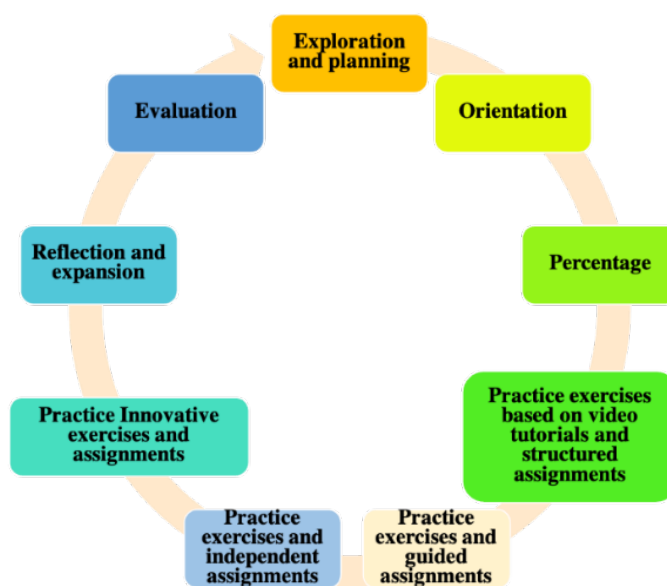 Exploration
and planning
Orientation
Percentage
Practice exercises
based on video
tutorials and
structured
assignments
Practice
exercises and
guided
assignments
Practice
exercises and
independent
assignments
Practice Innovative
exercises and
assignments
Reflection and
expansion
Evaluation